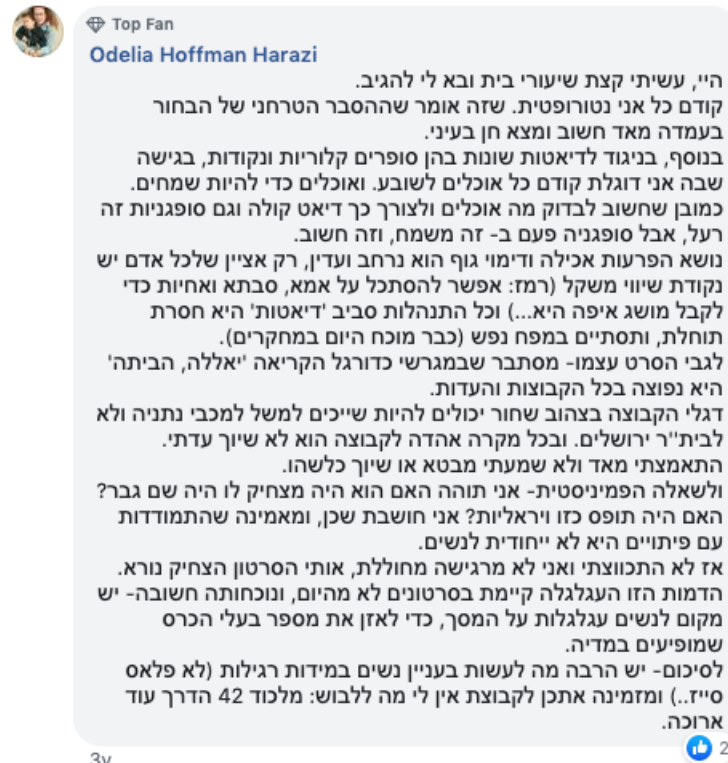 Top Fan
Odelia Hoffman Harazi
היי, עשיתי קצת שיעורי בית ובא לי להגיב.
קודם כל אני נטורופטית. שזה אומר שההסבר הטרחני של הבחור
בעמדה מאד חשוב ומצא חן בעיני.
בנוסף, בניגוד לדיאטות שונות בהן סופרים קלוריות ונקודות, בגישה
שבה אני דוגלת קודם כל אוכלים לשובע. ואוכלים כדי להיות שמחים.
כמובן שחשוב לבדוק מה אוכלים ולצורך כך דיאט קולה וגם סופגניות זה
רעל, אבל סופגניה פעם ב- זה משמח, וזה חשוב.
נושא הפרעות אכילה ודימוי גוף הוא נרחב ועדין, רק אציין שלכל אדם יש
נקודת שיווי משקל (רמז: אפשר להסתכל על אמא, סבתא ואחיות כדי
לקבל מושג איפה היא...) וכל התנהלות סביב 'דיאטות' היא חסרת
תוחלת, ותסתיים במפח נפש (כבר מוכח היום במחקרים).
לגבי הסרט עצמו- מסתבר שבמגרשי כדורגל הקריאה 'יאללה, הביתה'
היא נפוצה בכל הקבוצות והעדות.
דגלי הקבוצה בצהוב שחור יכולים להיות שייכים למשל למכבי נתניה ולא
לבית''ר ירושלים. ובכל מקרה אהדה לקבוצה הוא לא שיוך עדתי.
התאמצתי מאד ולא שמעתי מבטא או שיוך כלשהו.
ולשאלה הפמיניסטית- אני תוהה האם הוא היה מצחיק לו היה שם גבר?
האם היה תופס כזו ויראליות? אני חושבת שכן, ומאמינה שהתמודדות
עם פיתויים היא לא ייחודית לנשים.
אז לא התכווצתי ואני לא מרגישה מחוללת, אותי הסרטון הצחיק נורא.
הדמות הזו העגלגלה קיימת בסרטונים לא מהיום, ונוכחותה חשובה- יש
מקום לנשים עגלגלות על המסך, כדי לאזן את מספר בעלי הכרס
שמופיעים במדיה.
לסיכום- יש הרבה מה לעשות בעניין נשים במידות רגילות (לא פלאס
סייז..) ומזמינה אתכן לקבוצת אין לי מה ללבוש: מלכוד 42 הדרך עוד
ארוכה.
2
3y